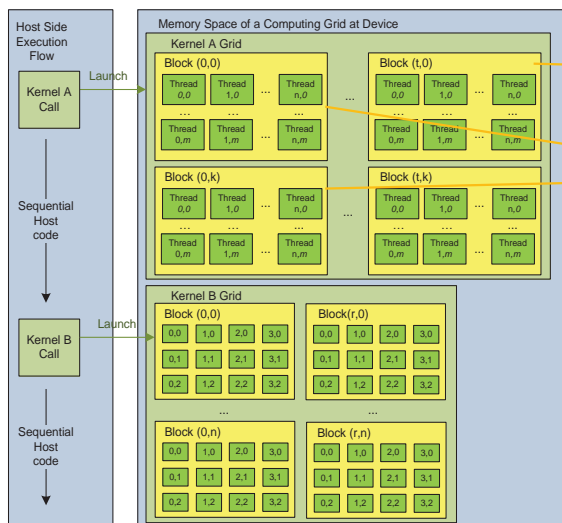 Host Side
Execution
Flow
Kernel A
Call
Sequential
Host
code
Kernel B
Call
Sequential
Host
code
Launch
Launch
Memory Space of a Computing Grid at Device
Kernel A Grid
Block (0,0)
Thread 0,0
Thread 1,0
...
Thread n,0
...
...
...
Thread 0,m
Thread 1,m
...
Thread n,m
...
Block (t,0)
Thread 0,0
Thread 1,0
...
Thread n,0
...
...
...
Thread 0,m
Thread 1,m
...
Thread n,m
Block (0,k)
Thread 0,0
Thread 1,0
...
Thread n,0
...
...
...
Thread 0,m
Thread 1,m
...
Thread n,m
...
Block (t,k)
Thread 0,0
Thread 1,0
...
Thread n,0
...
...
...
Thread 0,m
Thread 1,m
...
Thread n,m
Kernel B Grid
Block (0,0)
0,0 1,0 2,0 3,0
0,1 1,1 2,1 3,1
0,2 1,2 2,2 3,2
Block(r,0)
0,0 1,0 2,0 3,0
0,1 1,1 2,1 3,1
0,2 1,2 2,2 3,2
...
...
Block (0,n)
0,0 1,0 2,0 3,0
0,1 1,1 2,1 3,1
0,2 1,2 2,2 3,2
Block (r,n)
0,0 1,0 2,0 3,0
0,1 1,1 2,1 3,1
0,2 1,2 2,2 3,2